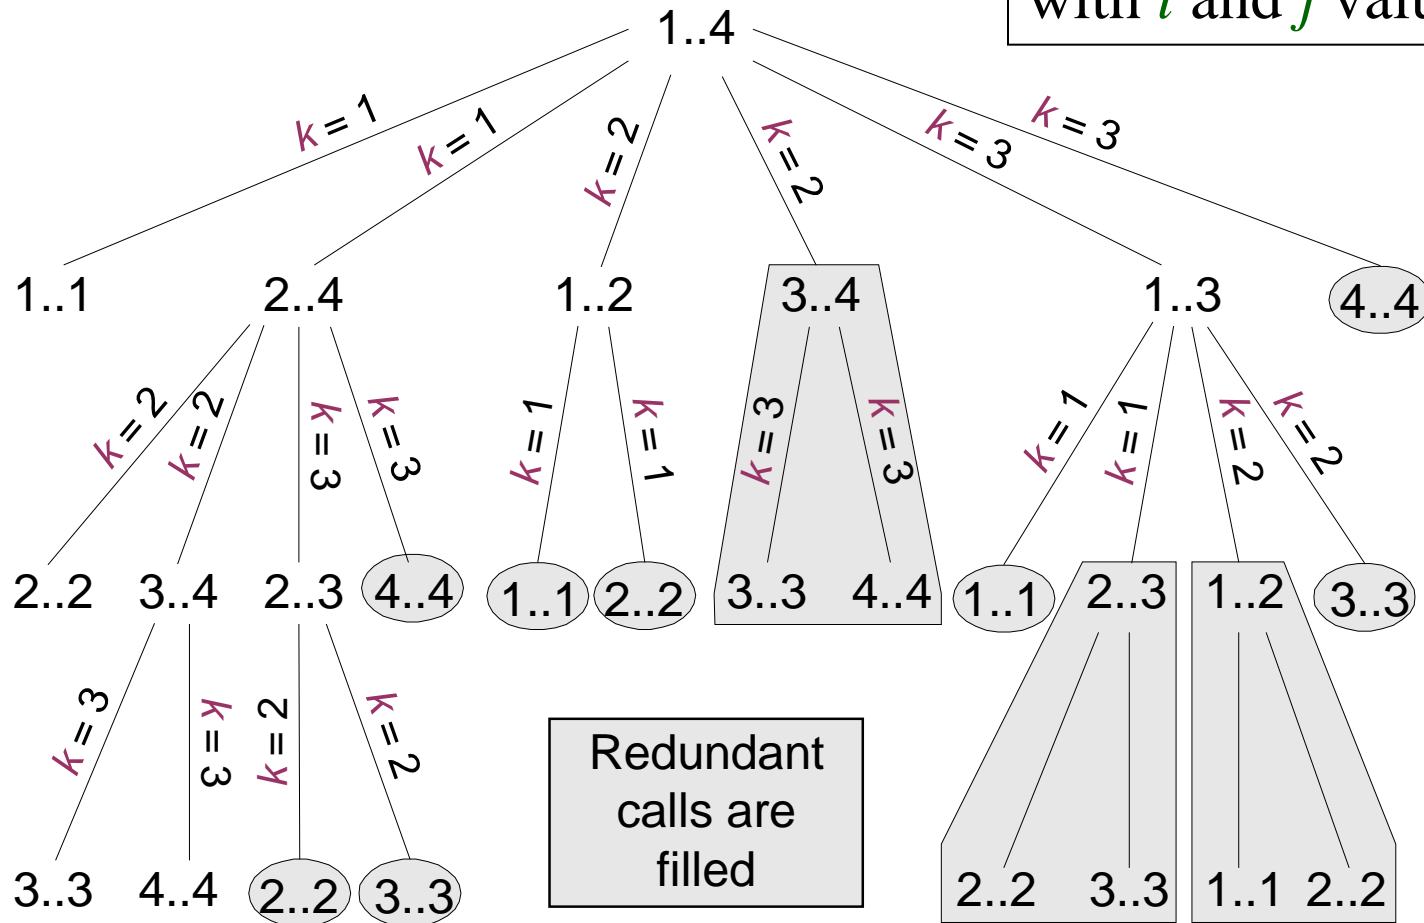 with i and j valu
1..4
k = 1
k = 1
k = 2
k = 2
k = 3
k = 3
1..1
2..4
1..2
3..4
1..3
4..4
k = 2
k = 2
k = 3
k = 3
k = 1
k = 1
k = 3
k = 3
k = 1
k = 1
k = 2
k = 2
2..2
3..4
2..3
4..4
1..1
2..2
3..3
4..4
1..1
2..3
1..2
3..3
k = 3
k = 3
k = 2
k = 2
Redundant
calls are
filled
3..3
4..4
2..2
3..3
2..2
3..3
1..1
2..2